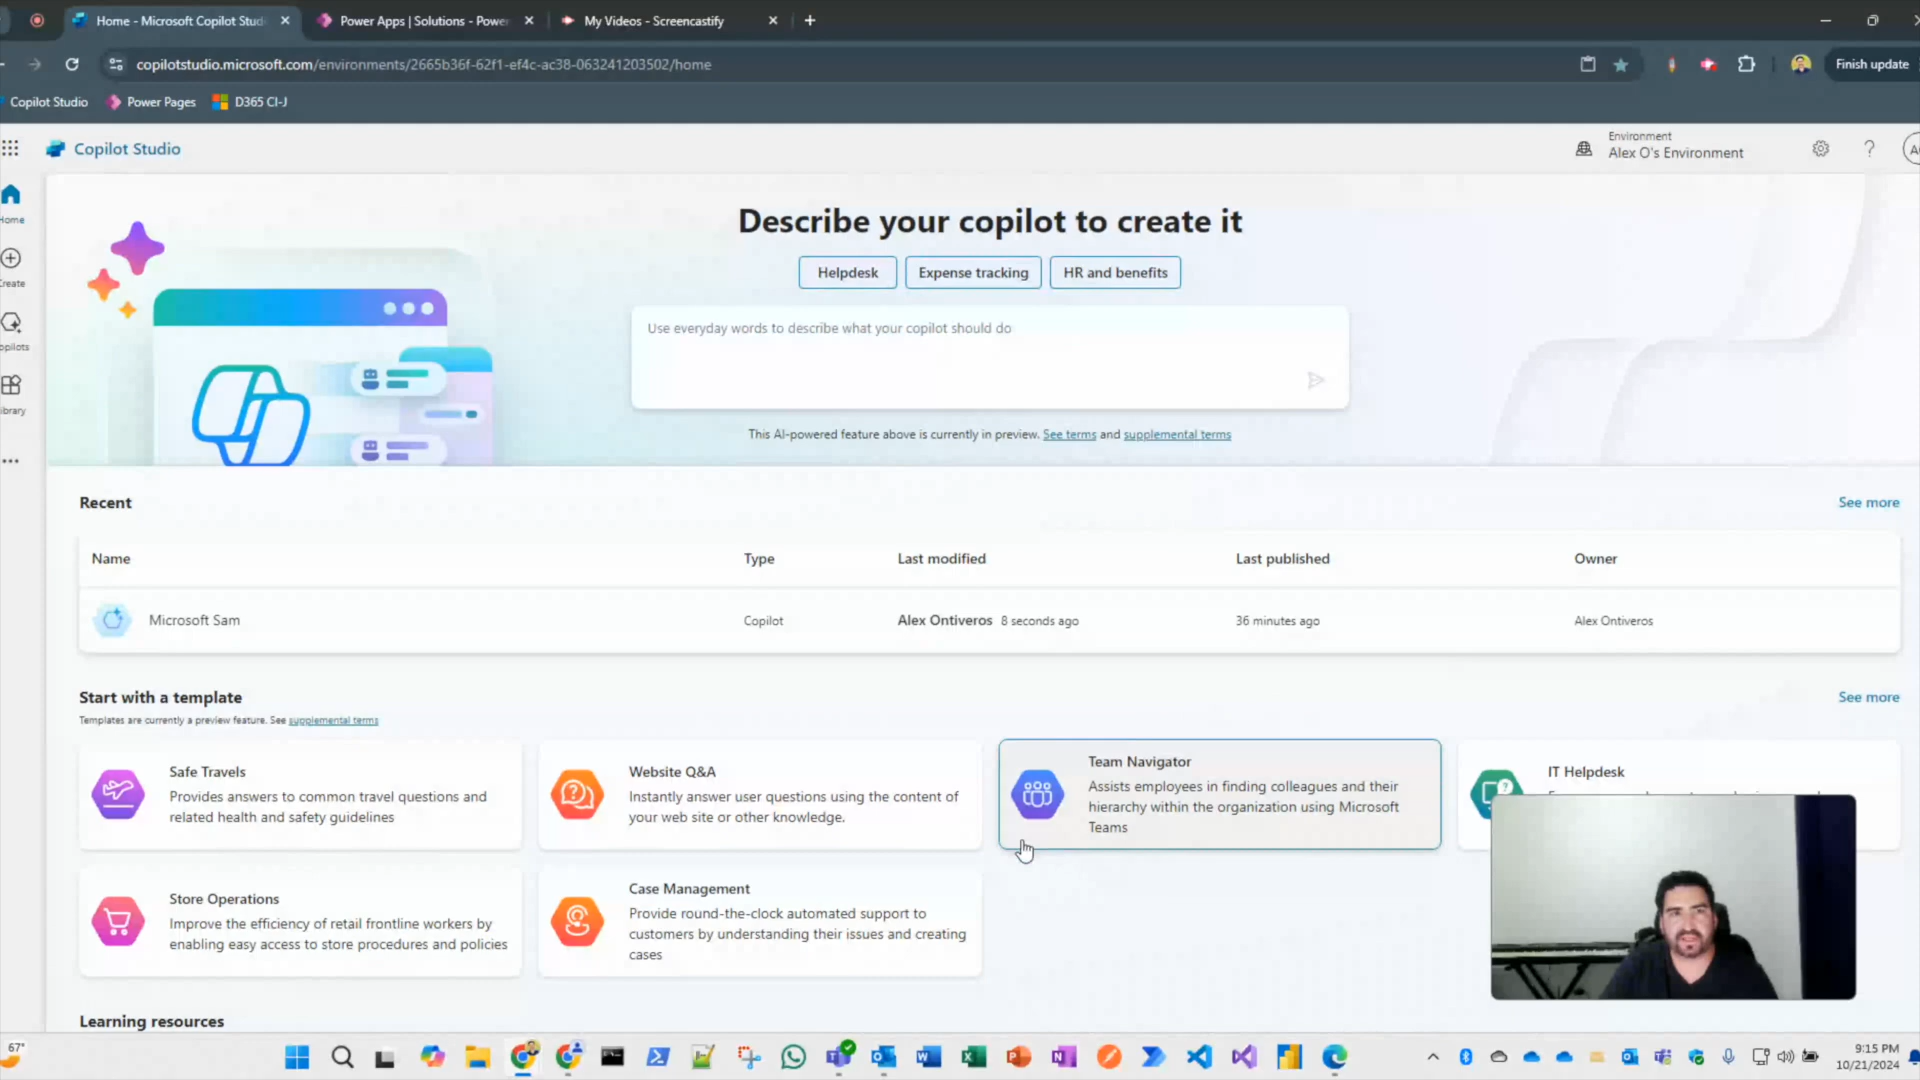 Home - Microsoft Copilot Stud
Power Apps | Solutions - Power
My Videos - Screencastify
copilotstudio.microsoft.com/environments/2665b36f-62f1-ef4c-ac38-063241203502/home
Finish update
Copilot Studio
Power Pages
D365 CI-J
Copilot Studio
Environment
Alex O's Environment
Home
Create
opilots
ibrary
Describe your copilot to create it
Helpdesk
Expense tracking
HR and benefits
Use everyday words to describe what your copilot should do
This AI-powered feature above is currently in preview. See terms and supplemental terms
Recent
See more
Name Type Last modified Last published Owner
Microsoft Sam Copilot Alex Ontiveros 8 seconds ago 36 minutes ago Alex Ontiveros
Start with a template
See more
Templates are currently a preview feature. See supplemental terms
Safe Travels
Provides answers to common travel questions and
related health and safety guidelines
Website Q&A
Instantly answer user questions using the content of
your web site or other knowledge.
Team Navigator
Assists employees in finding colleagues and their
hierarchy within the organization using Microsoft
Teams
IT Helpdesk
Store Operations
Improve the efficiency of retail frontline workers by
enabling easy access to store procedures and policies
Case Management
Provide round-the-clock automated support to
customers by understanding their issues and creating
cases
Learning resources
67°
9:15 PM
10/21/2024